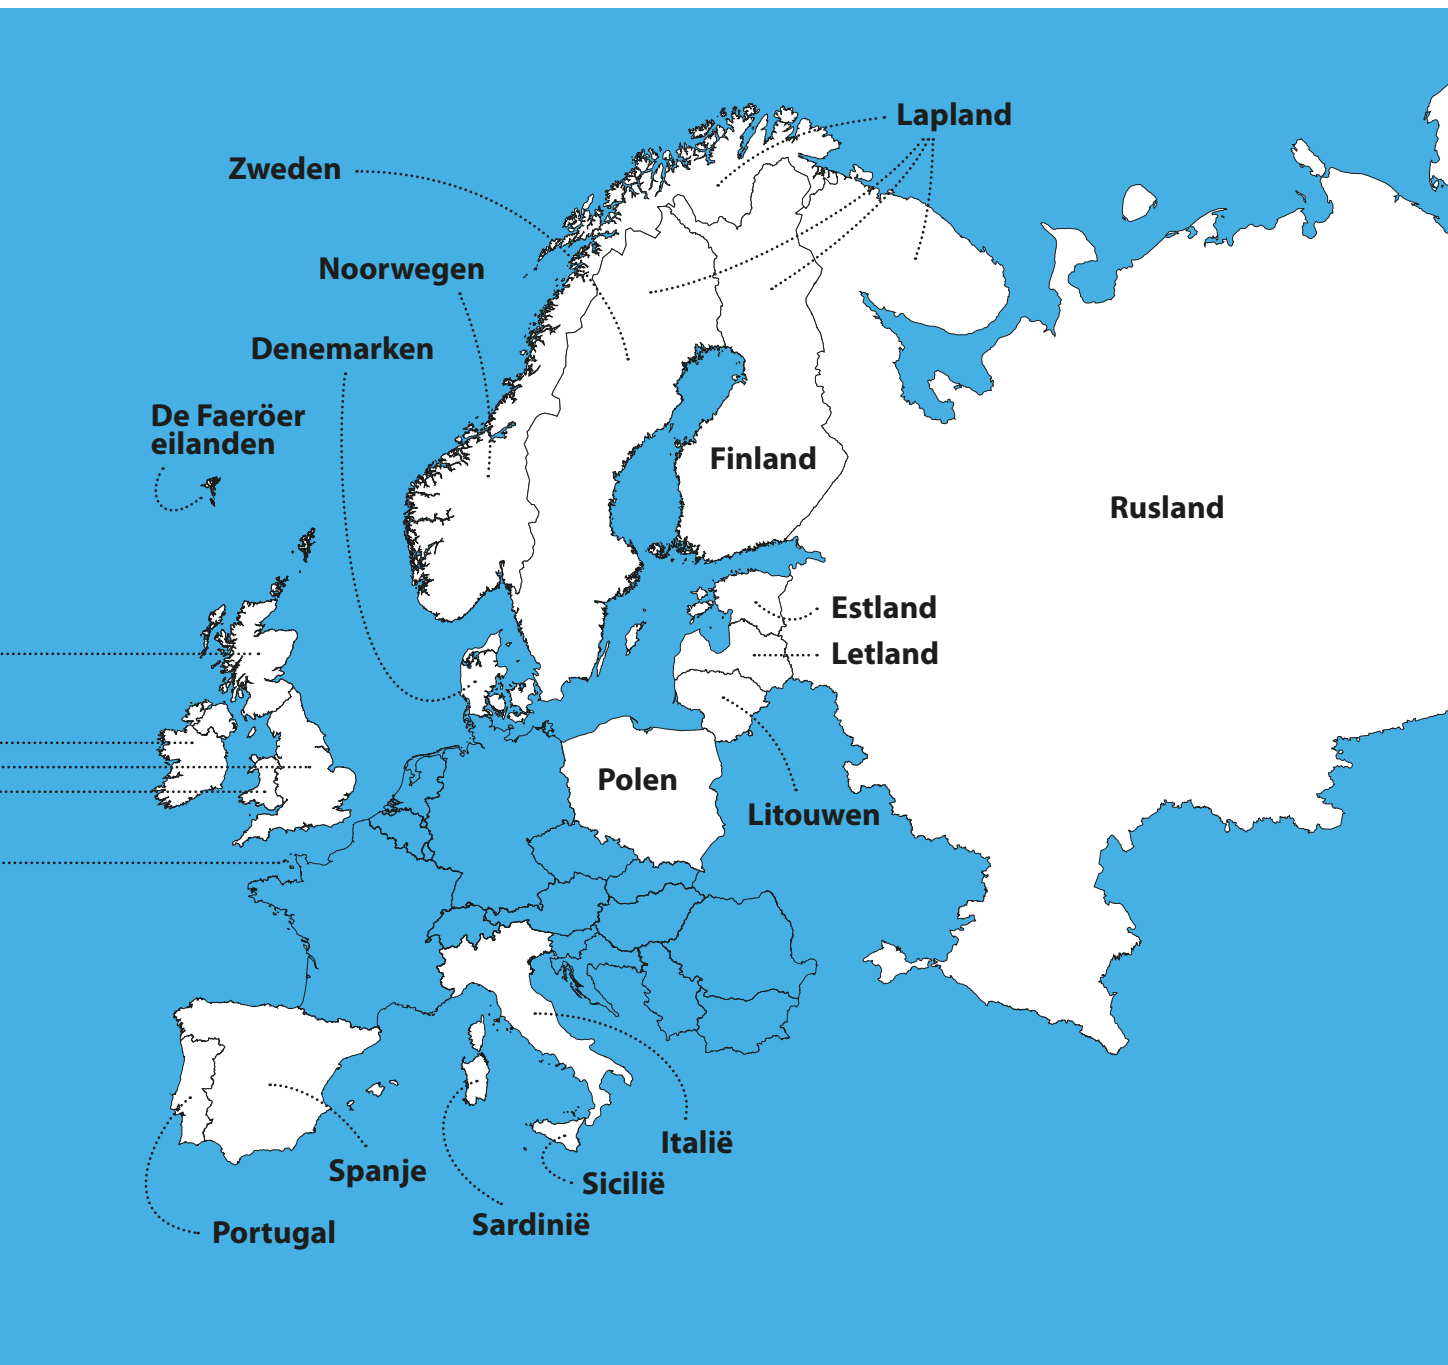 Lapland
Zweden
Noorwegen
Denemarken
De Faeröer
eilanden
Finland
Rusland
Estland
Letland
Polen
Litouwen
Italië
Spanje
Sicilië
Sardinië
Portugal